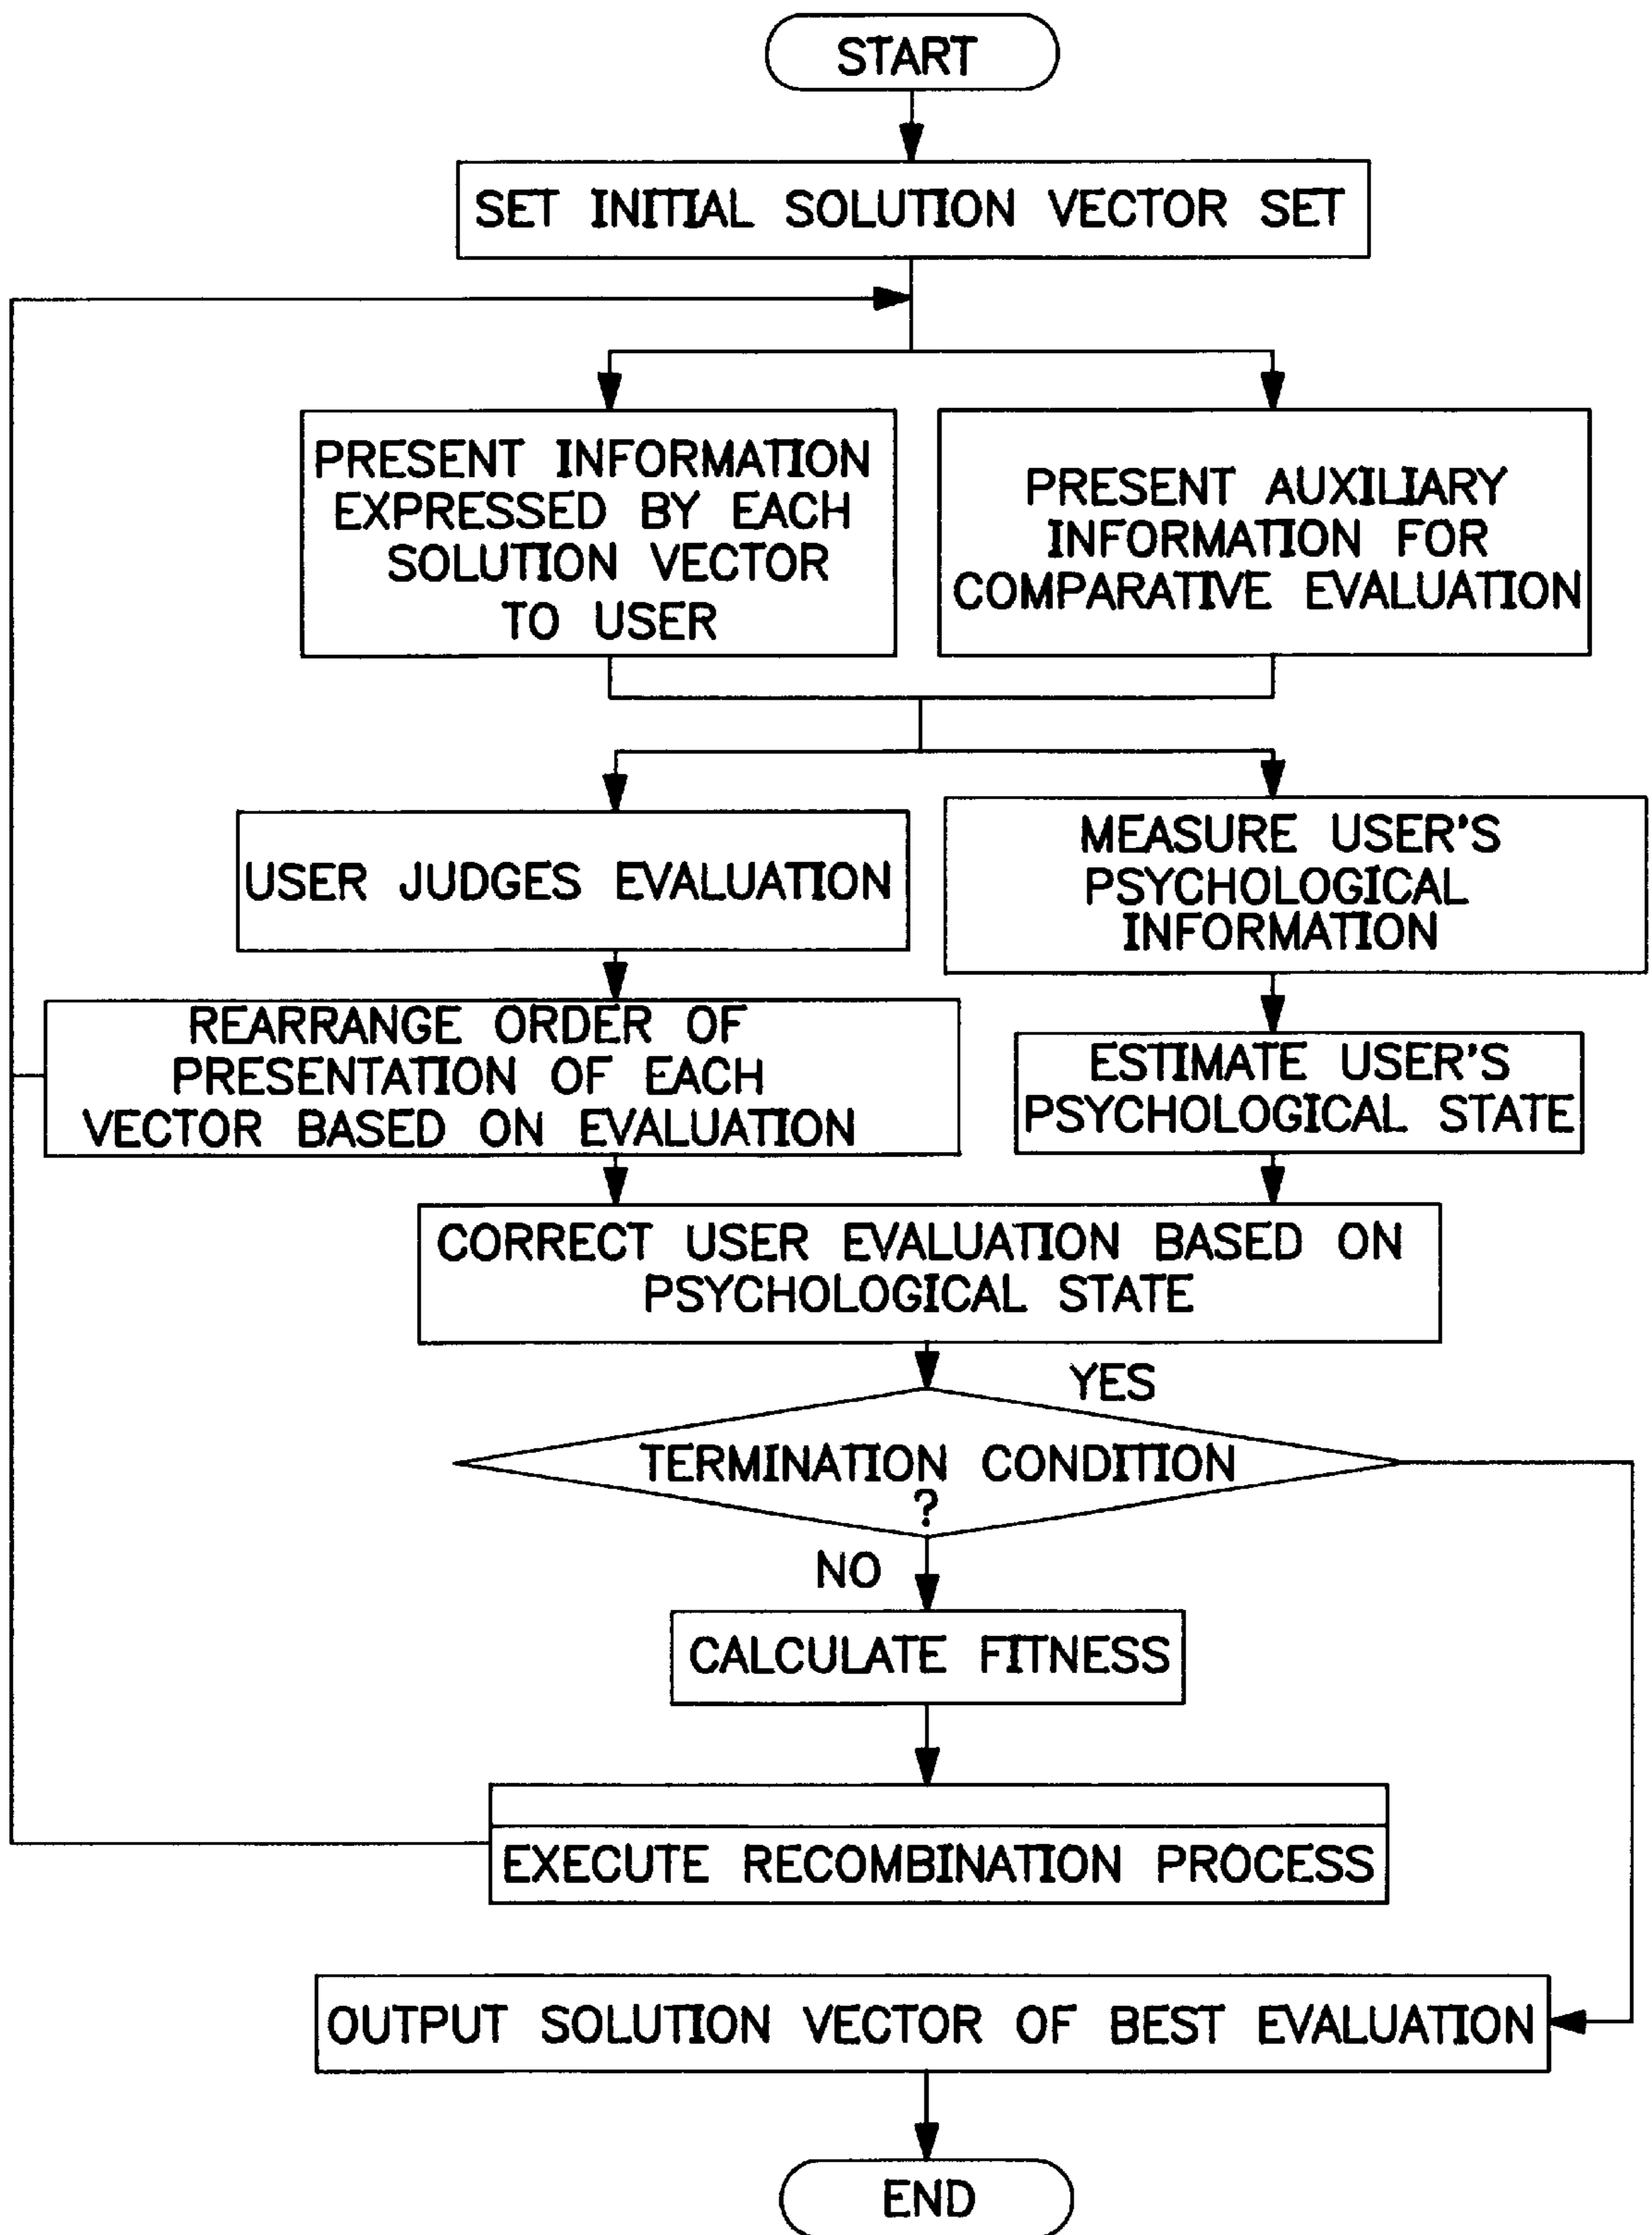 START
SET INITIAL SOLUTION VECTOR SET
PRESENT INFORMATION
EXPRESSED BY EACH
SOLUTION VECTOR
TO USER
PRESENT AUXILIARY
INFORMATION FOR
COMPARATIVE EVALUATION
USER JUDGES EVALUATION
MEASURE USER'S
PSYCHOLOGICAL
INFORMATION
REARRANGE ORDER OF
PRESENTATION OF EACH
VECTOR BASED ON EVALUATION
ESTIMATE USER'S
PSYCHOLOGICAL STATE
CORRECT USER EVALUATION BASED ON
PSYCHOLOGICAL STATE
YES
TERMINATION CONDITION
?
NO
CALCULATE FITNESS
EXECUTE RECOMBINATION PROCESS
OUTPUT SOLUTION VECTOR OF BEST EVALUATION
END